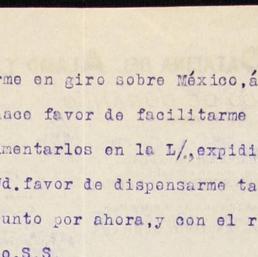 rme en giro sobre México,á
ace favor de facilitarme
mentarlos en la L/.,expidi
d.favor de dispensarme ta
unto por ahora,y con el r
o.S.S.